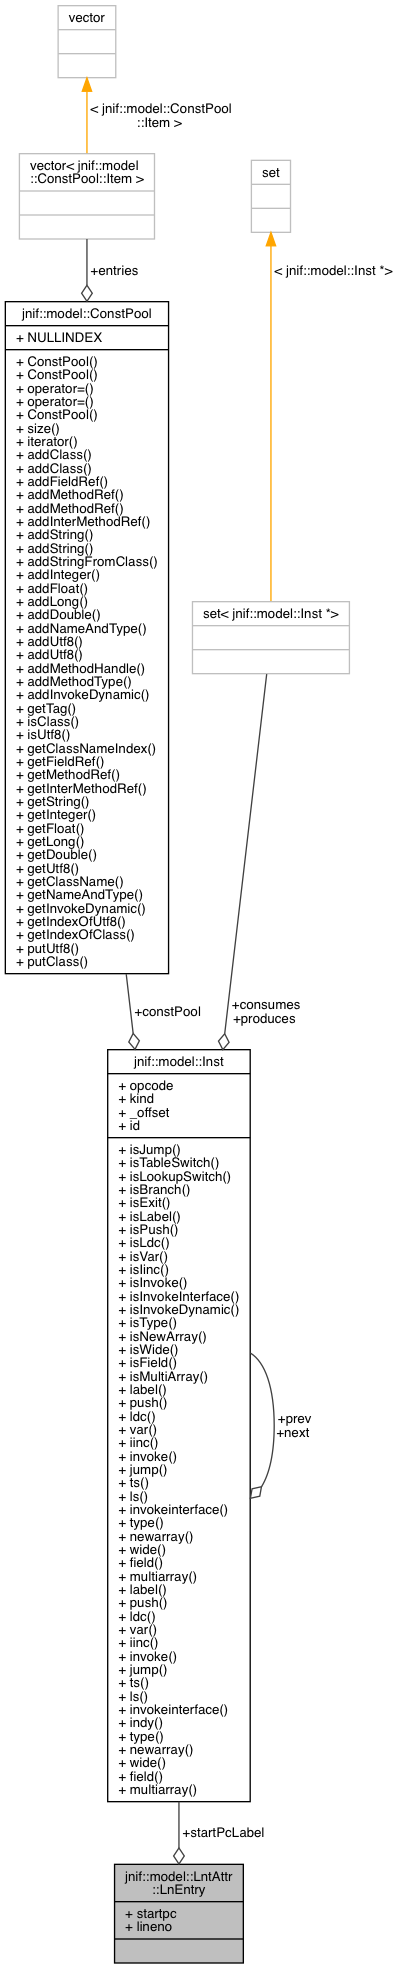 vector
< jnif::model::ConstPool
::Item >
vector< jnif::model
::ConstPool::Item >
set
< jnif::model::Inst *>
+entries
jnif::model::ConstPool
+ NULLINDEX
+ ConstPool()
+ ConstPool()
+ operator=()
+ operator=()
+ ConstPool()
+ size()
+ iterator()
+ addClass()
+ addClass()
+ addFieldRef()
+ addMethodRef()
+ addMethodRef()
+ addInterMethodRef()
+ addString()
+ addString()
+ addStringFromClass()
+ addInteger()
+ addFloat()
+ addLong()
+ addDouble()
+ addNameAndType()
+ addUtf8()
+ addUtf8()
+ addMethodHandle()
+ addMethodType()
+ addInvokeDynamic()
+ getTag()
+ isClass()
+ isUtf8()
+ getClassNameIndex()
+ getFieldRef()
+ getMethodRef()
+ getInterMethodRef()
+ getString()
+ getInteger()
+ getFloat()
+ getLong()
+ getDouble()
+ getUtf8()
+ getClassName()
+ getNameAndType()
+ getInvokeDynamic()
+ getIndexOfUtf8()
+ getIndexOfClass()
+ putUtf8()
+ putClass()
set< jnif::model::Inst *>
+constPool
+consumes
+produces
jnif::model::Inst
+ opcode
+ kind
+ _offset
+ id
+ isJump()
+ isTableSwitch()
+ isLookupSwitch()
+ isBranch()
+ isExit()
+ isLabel()
+ isPush()
+ isLdc()
+ isVar()
+ isIinc()
+ isInvoke()
+ isInvokeInterface()
+ isInvokeDynamic()
+ isType()
+ isNewArray()
+ isWide()
+ isField()
+ isMultiArray()
+ label()
+ push()
+ ldc()
+ var()
+ iinc()
+ invoke()
+ jump()
+ ts()
+ ls()
+ invokeinterface()
+ type()
+ newarray()
+ wide()
+ field()
+ multiarray()
+ label()
+ push()
+ ldc()
+ var()
+ iinc()
+ invoke()
+ jump()
+ ts()
+ ls()
+ invokeinterface()
+ indy()
+ type()
+ newarray()
+ wide()
+ field()
+ multiarray()
+prev
+next
+startPcLabel
jnif::model::LntAttr
::LnEntry
+ startpc
+ lineno